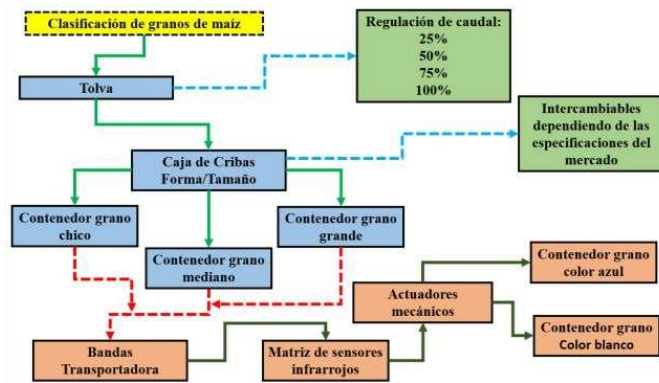 Clasificación de granos de maíz
Regulación de caudal:
25%
50%
75%
100%
Tolva
Intercambiables
dependiendo de las
especificaciones del
mercado
Caja de Cribas
Forma/Tamaño
Contenedor grano
chico
Contenedor grano
mediano
Contenedor grano
grande
Contenedor grano
color azul
Actuadores
mecánicos
Contenedor grano
Color blanco
Bandas
Transportadora
Matriz de sensores
infrarrojos